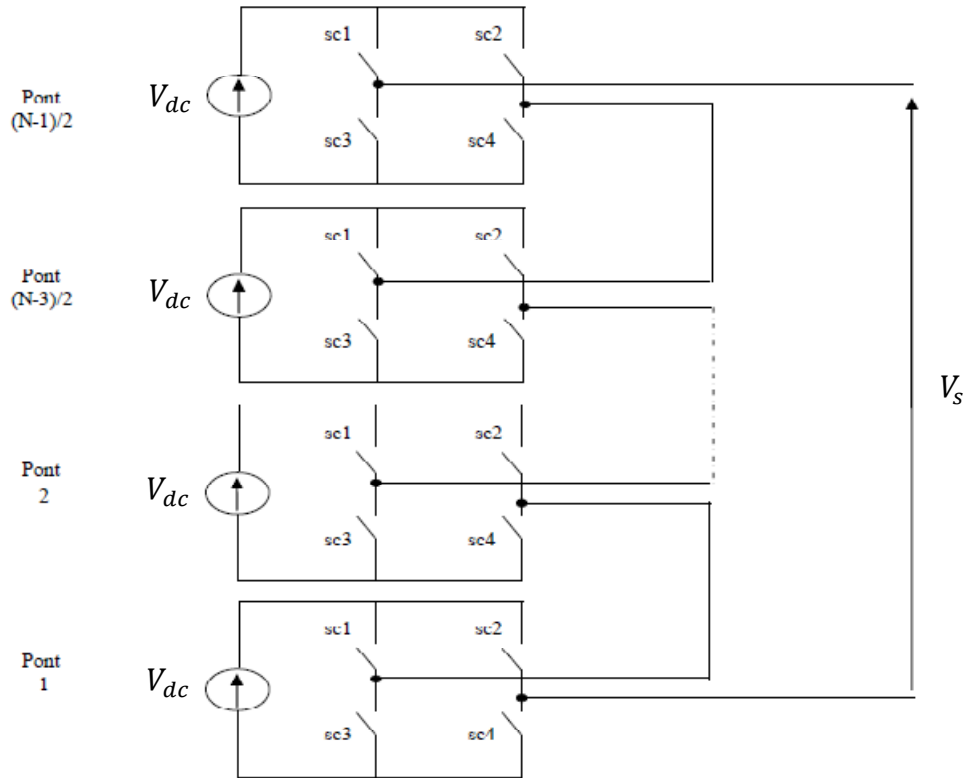 sc1
sc2
Pont
(N-1)/2
V_dc
sc3
sc4
sc1
sc2
Pont
(N-3)/2
V_dc
sc3
sc4
V_s
sc1
sc2
Pont
2
V_dc
sc3
sc4
sc1
sc2
Pont
1
V_dc
sc3
sc4